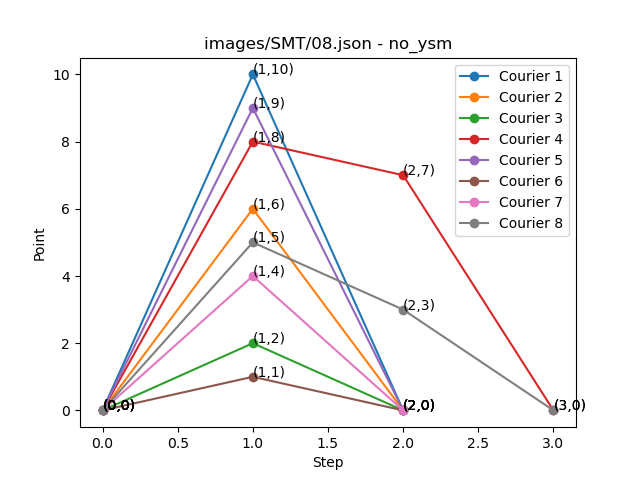 images/SMT/08.json - no_ysm
Point
10
8
6
4
2
0
(1,10)
(1,9)
(1,8)
(2,7)
(1,6)
(1,5)
(1,4)
(2,3)
(1,2)
(1,1)
(0,0)
(2,0)
(3,0)
Courier 1
Courier 2
Courier 3
Courier 4
Courier 5
Courier 6
Courier 7
Courier 8
0.0 0.5 1.0 1.5 2.0 2.5 3.0
Step